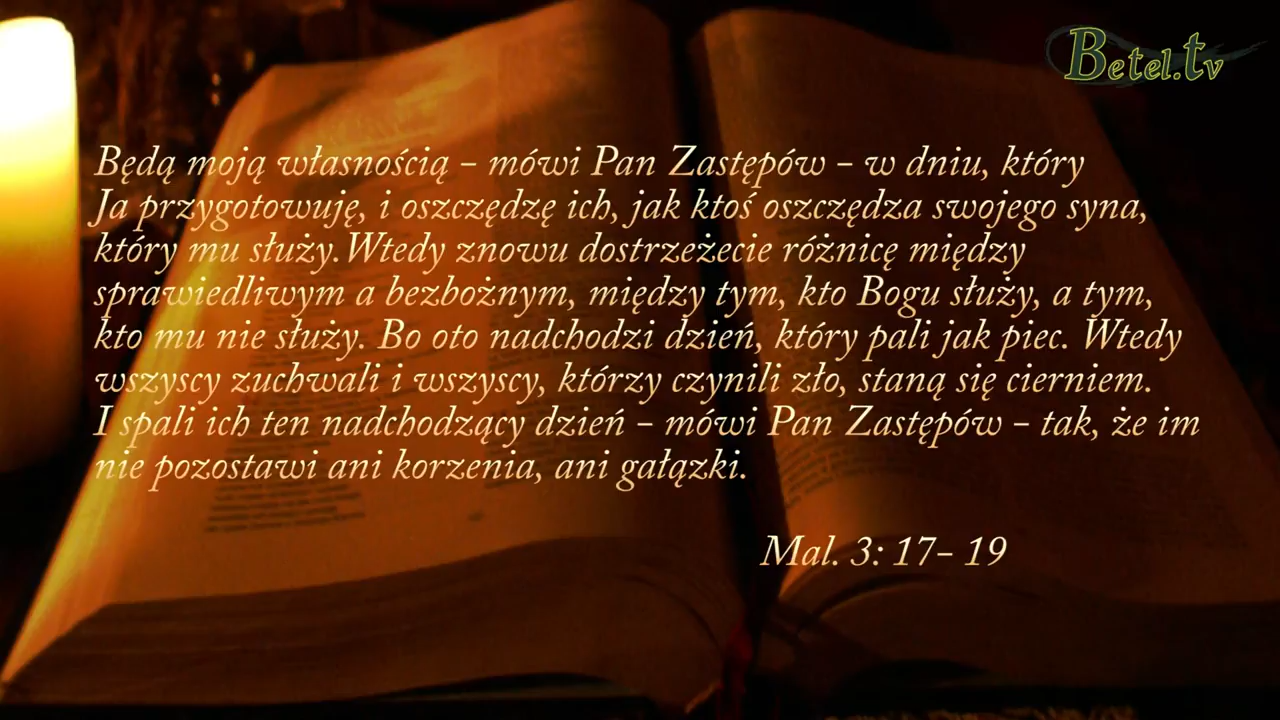 Betel.tv
Będą moją własnością – mówi Pan Zastępów – w dniu, który
Ja przygotowuję, i oszczędzę ich, jak ktoś oszczędza swojego syna,
który mu służy.Wtedy znowu dostrzeżecie różnicę między
sprawiedliwym a bezbożnym, między tym, kto Bogu służy, a tym,
kto mu nie służy. Bo oto nadchodzi dzień, który pali jak piec. Wtedy
wszyscy zuchwali i wszyscy, którzy czynili zło, staną się cierniem.
I spali ich ten nadchodzący dzień – mówi Pan Zastępów – tak, że im
nie pozostawi ani korzenia, ani gałązki.
Mal. 3: 17– 19